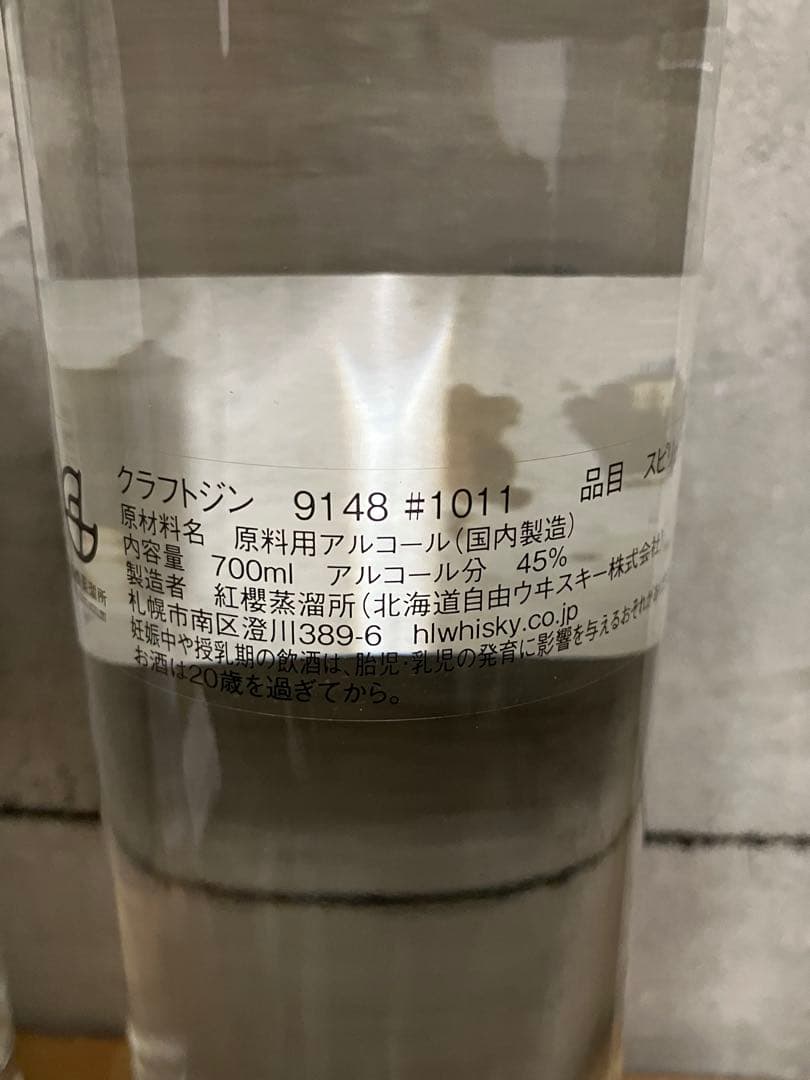 クラフトジン 9148 #1011 品目 スピ
原材料名 原料用アルコール(国内製造)
内容量 700ml アルコール分 45%
製造者 紅櫻蒸溜所(北海道自由ウヰスキー株式会社)
札幌市南区澄川389-6 hlwhisky.co.jp
妊娠中や授乳期の飲酒は、胎児・乳児の発育に影響を与えるおそれが
お酒は20歳を過ぎてから。
蒸溜所